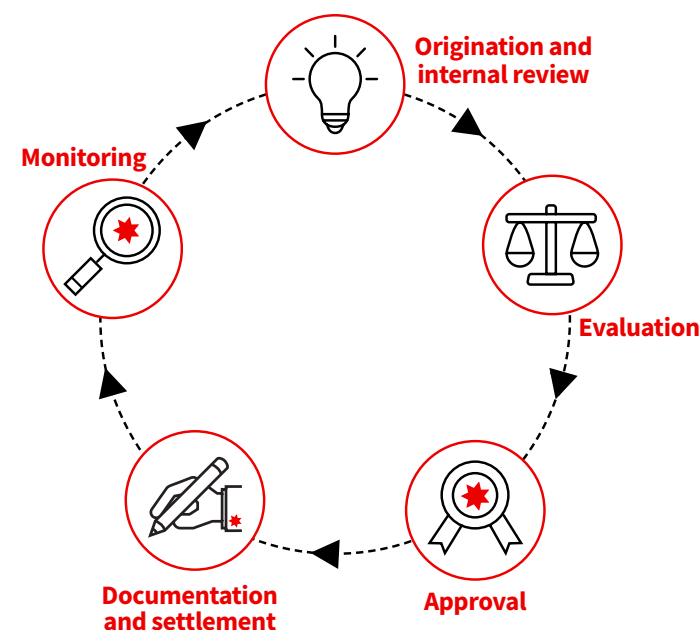 Origination and
internal review
Evaluation
Approval
Documentation
and settlement
Monitoring